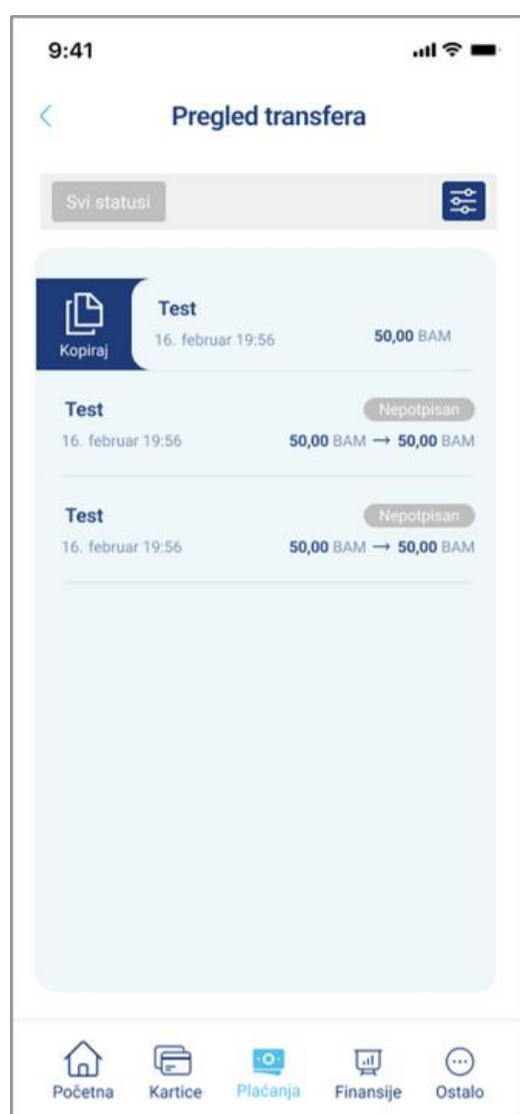 9:41
Pregled transfera
Svi statusi
Test
16. februar 19:56 50,00 BAM
Kopiraj
Test Nepotpisan
16. februar 19:56 50,00 BAM → 50,00 BAM
Test Nepotpisan
16. februar 19:56 50,00 BAM → 50,00 BAM
Početna Kartice Plaćanja Finansije Ostalo